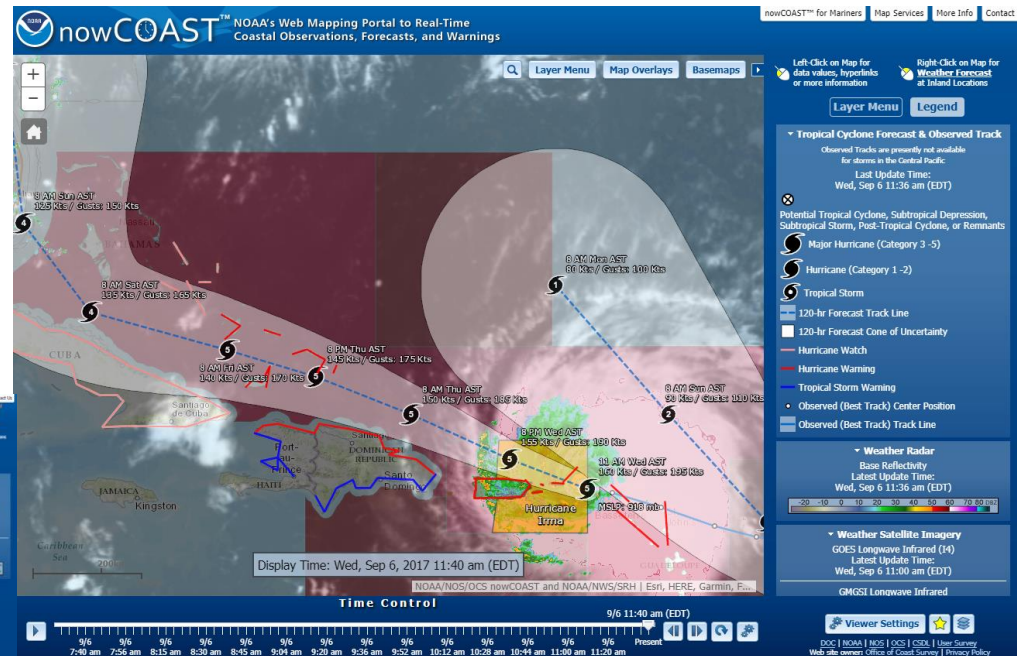 NOAA
nowCOAST™
NOAA's Web Mapping Portal to Real-Time
Coastal Observations, Forecasts, and Warnings
nowCOAST™ for Mariners
Map Services
More Info
Contact
+
−
Layer Menu
Map Overlays
Basemaps
8 AM Sun AST
125 Kts / Gusts: 150 Kts
4
BAHAMAS
8 AM Sat AST
135 Kts / Gusts: 165 Kts
4
CUBA
5
8 AM Fri AST
140 Kts / Gusts: 170 Kts
8 PM Thu AST
145 Kts / Gusts: 175 Kts
5
8 AM Thu AST
160 Kts / Gusts: 185 Kts
5
8 PM Wed AST
155 Kts / Gusts: 190 Kts
5
11 AM Wed AST
160 Kts / Gusts: 195 Kts
5
MSLP: 918 mb
Hurricane
Irma
8 AM Mon AST
80 Kts / Gusts: 100 Kts
1
8 AM Sun AST
90 Kts / Gusts: 110 Kts
2
Santiago
de Cuba
Port-
au-
Prince
HAITI
DOMINICAN
REPUBLIC
Santo
Domingo
JAMAICA
Kingston
Caribbean
Sea
Display Time: Wed, Sep 6, 2017 11:40 am (EDT)
NOAA/NOS/OCS nowCOAST and NOAA/NWS/SRH | Esri, HERE, Garmin, F...
Left-Click on Map for
data values, hyperlinks
or more information
Right-Click on Map for
Weather Forecast
at Inland Locations
Layer Menu
Legend
Tropical Cyclone Forecast & Observed Track
Observed Tracks are presently not available
for storms in the Central Pacific
Last Update Time:
Wed, Sep 6 11:36 am (EDT)
Potential Tropical Cyclone, Subtropical Depression,
Subtropical Storm, Post-Tropical Cyclone, or Remnants
Major Hurricane (Category 3 -5)
Hurricane (Category 1 -2)
Tropical Storm
120-hr Forecast Track Line
120-hr Forecast Cone of Uncertainty
Hurricane Watch
Hurricane Warning
Tropical Storm Warning
Observed (Best Track) Center Position
Observed (Best Track) Track Line
Weather Radar
Base Reflectivity
Latest Update Time:
Wed, Sep 6 11:36 am (EDT)
-20 -10 0 10 20 30 40 50 60 70 80 DBZ
Weather Satellite Imagery
GOES Longwave Infrared (I4)
Latest Update Time:
Wed, Sep 6 11:00 am (EDT)
GMGSI Longwave Infrared
Time Control
9/6 11:40 am (EDT)
9/6 9/6 9/6 9/6 9/6 9/6 9/6 9/6 9/6 9/6 9/6 9/6 9/6 9/6 Present
7:40 am 7:56 am 8:15 am 8:30 am 8:45 am 9:04 am 9:20 am 9:36 am 9:52 am 10:12 am 10:28 am 10:44 am 11:00 am 11:20 am
Viewer Settings
DOC | NOAA | NOS | OCS | CSDL | User Survey
Web site owner: Office of Coast Survey | Privacy Policy